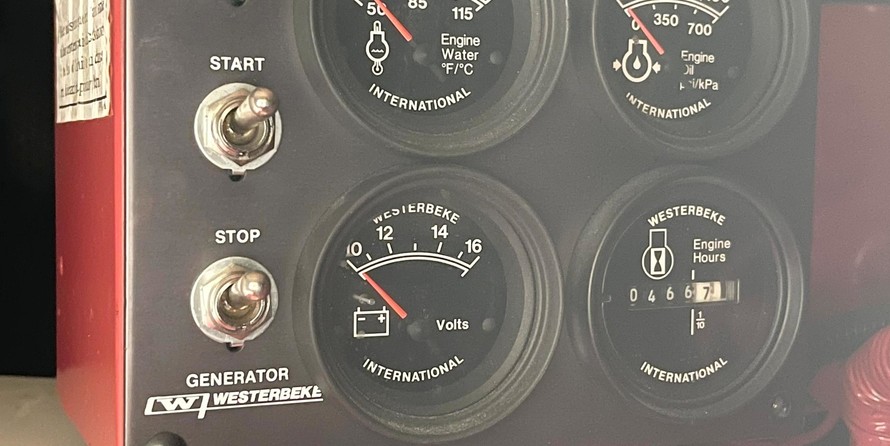 START
50 85 115
Engine
Water
°F/°C
INTERNATIONAL
0 350 700
Engine
Oil
INTERNATIONAL
STOP
WESTERBEKE
10 12 14 16
- +
Volts
INTERNATIONAL
WESTERBEKE
Engine
Hours
0 4 6 6 7
1/10
INTERNATIONAL
GENERATOR
W WESTERBEKE